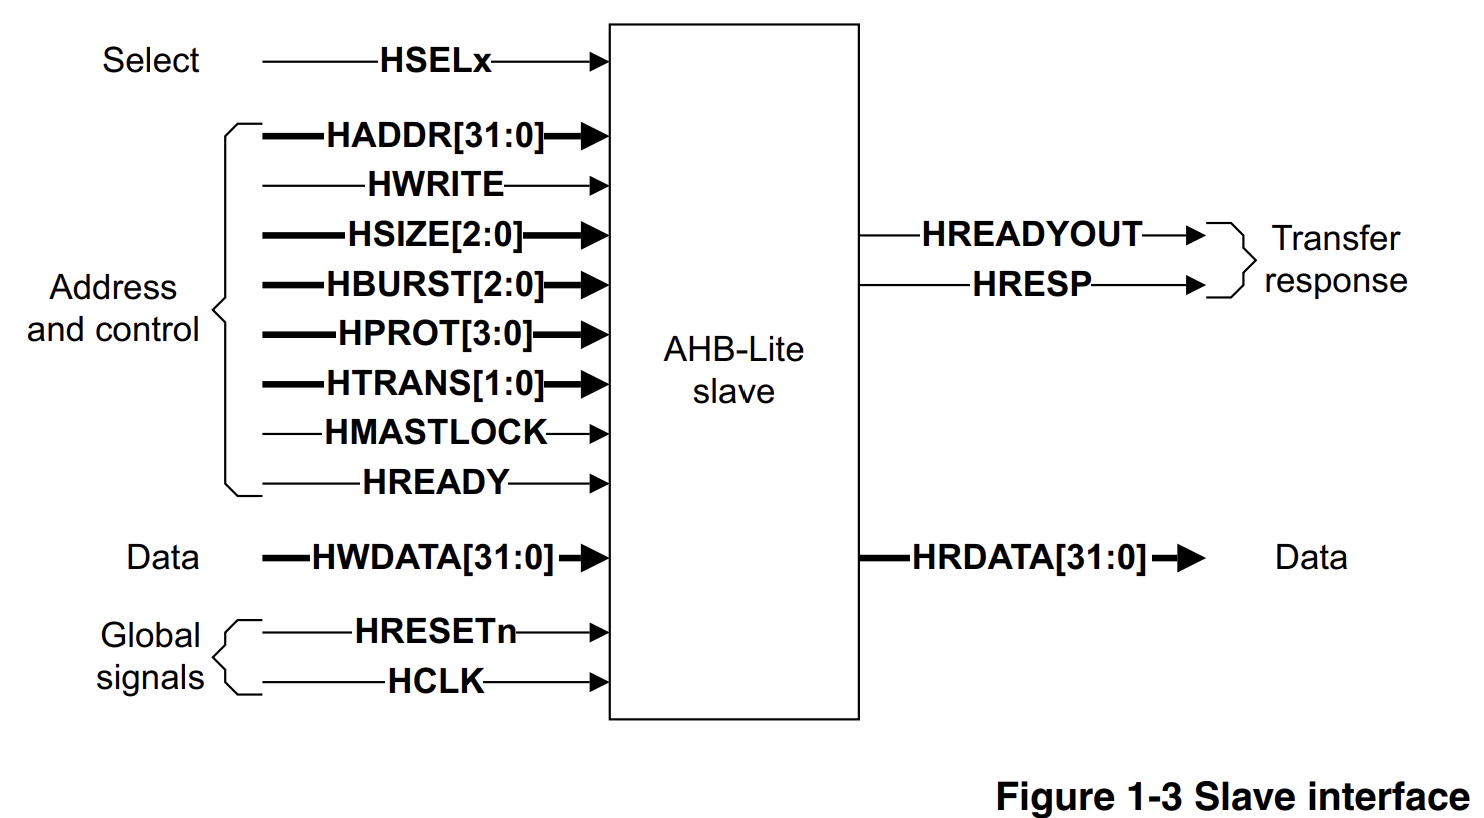 Select
HSELx
HADDR[31:0]
HWRITE
HSIZE[2:0]
HBURST[2:0]
HPROT[3:0]
HTRANS[1:0]
HMASTLOCK
HREADY
Address
and control
Data
HWDATA[31:0]
Global
signals
HRESETn
HCLK
AHB-Lite
slave
HREADYOUT
HRESP
Transfer
response
HRDATA[31:0]
Data
Figure 1-3 Slave interface